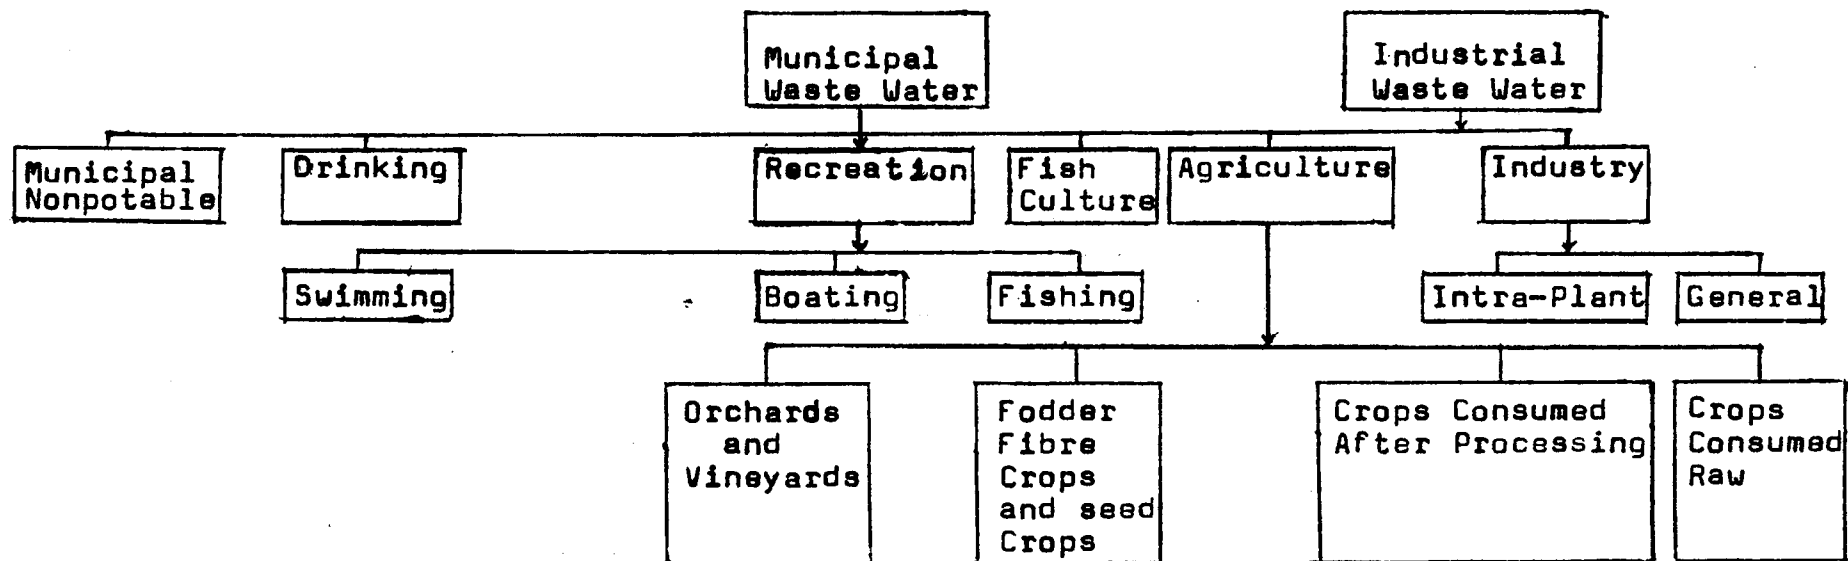 Municipal
Waste Water
Industrial
Waste Water
Municipal
Nonpotable
Drinking
Recreation
Fish
Culture
Agriculture
Industry
Swimming
Boating
Fishing
Intra-Plant
General
Orchards
and
Vineyards
Fodder
Fibre
Crops
and seed
Crops
Crops Consumed
After Processing
Crops
Consumed
Raw